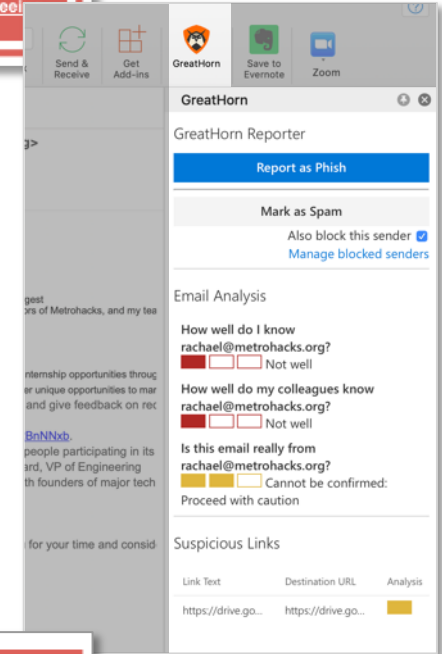 Send & Receive
Get Add-ins
GreatHorn
Save to Evernote
Zoom
GreatHorn
GreatHorn Reporter
Report as Phish
Mark as Spam
Also block this sender
Manage blocked senders
Email Analysis
How well do I know
rachael@metrohacks.org?
Not well
How well do my colleagues know
rachael@metrohacks.org?
Not well
Is this email really from
rachael@metrohacks.org?
Cannot be confirmed:
Proceed with caution
Suspicious Links
Link Text Destination URL Analysis
https://drive.go... https://drive.go...
g>
gest
ors of Metrohacks, and my tea
nternship opportunities throug
er unique opportunities to mar
and give feedback on rec
BnNNxb.
people participating in its
ard, VP of Engineering
th founders of major tech
for your time and consid